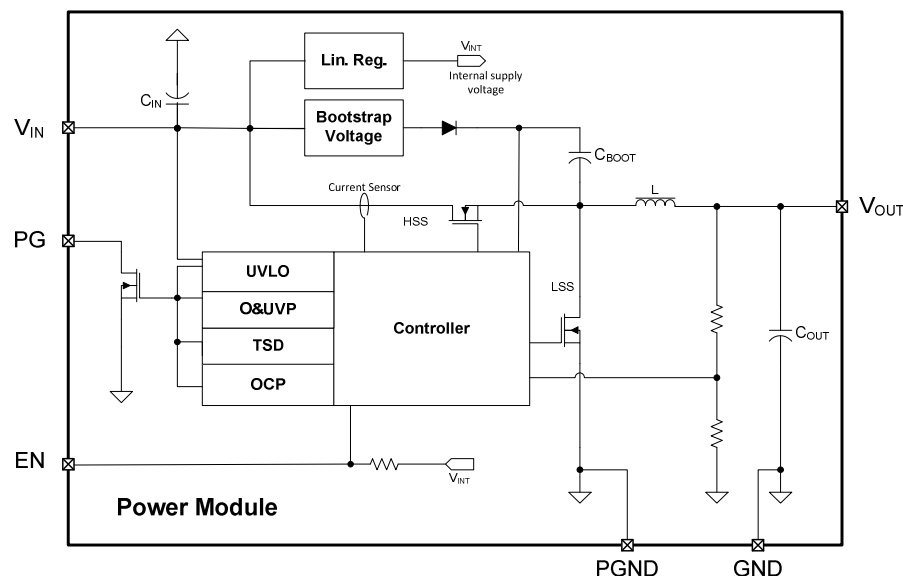 VINT
Lin. Reg.
Internal supply
voltage
CIN
VIN
Bootstrap
Voltage
CBOOT
Current Sensor
L
VOUT
HSS
PG
UVLO
LSS
O&UVP
Controller
COUT
TSD
OCP
EN
VINT
Power Module
PGND
GND